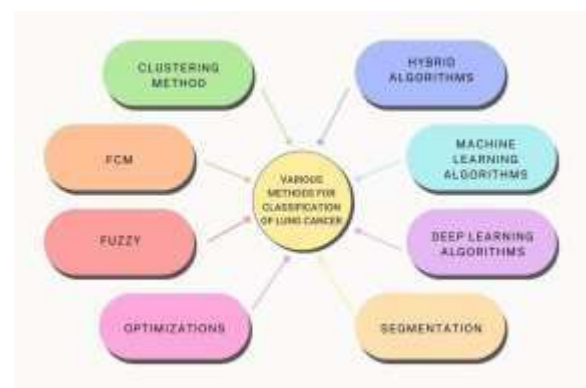 CLUSTERING
METHOD
HYBRID
ALGORITHMS
FCM
MACHINE
LEARNING
ALGORITHMS
VARIOUS
METHODS FOR
CLASSIFICATION
OF LUNG CANCER
FUZZY
DEEP LEARNING
ALGORITHMS
OPTIMIZATIONS
SEGMENTATION